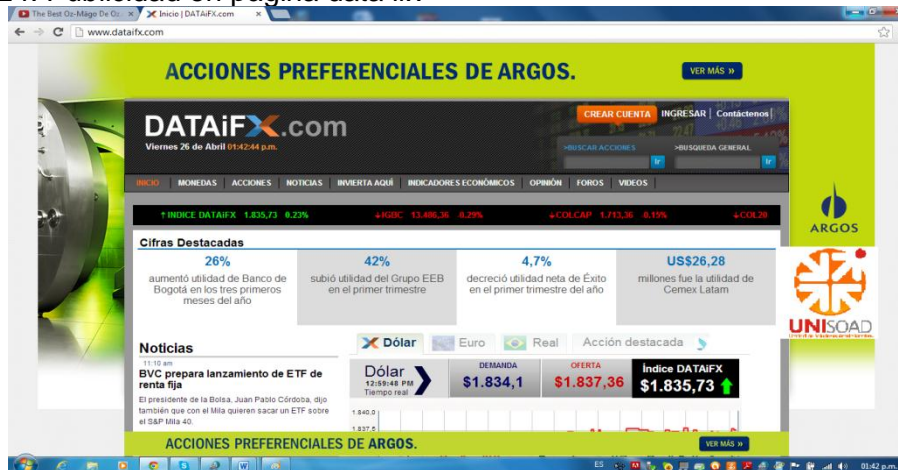 The Best Oz-Mago De Oz
Inicio | DATAiFX.com
www.dataifx.com
ACCIONES PREFERENCIALES DE ARGOS.
VER MÁS »
DATAiFX.com
Viernes 26 de Abril 01:42:44 p.m.
CREAR CUENTA INGRESAR | Contáctenos |
>BUSCAR ACCIONES >BUSQUEDA GENERAL
Ir Ir
INICIO | MONEDAS | ACCIONES | NOTICIAS | INVIERTA AQUÍ | INDICADORES ECONÓMICOS | OPINIÓN | FOROS | VIDEOS
INDICE DATAiFX 1.835,73 0.23% IGBC 13.406,36 -0.29% COLCAP 1.713,36 -0.15% COL20
ARGOS
Cifras Destacadas
26%
aumentó utilidad de Banco de
Bogotá en los tres primeros
meses del año
42%
subió utilidad del Grupo EEB
en el primer trimestre
4,7%
decreció utilidad neta de Éxito
en el primer trimestre del año
US$26,28
millones fue la utilidad de
Cemex Latam
UNISOAD
Noticias
11:10 am
BVC prepara lanzamiento de ETF de
renta fija
El presidente de la Bolsa, Juan Pablo Córdoba, dijo
también que con el Mila quieren sacar un ETF sobre
el S&P Mila 40.
Dólar Euro Real Acción destacada
Dólar
12:59:48 PM
Tiempo real
DEMANDA
$1.834,1
OFERTA
$1.837,36
Índice DATAiFX
$1.835,73
1.840,0
1.837,5
ACCIONES PREFERENCIALES DE ARGOS.
VER MÁS »
ES 01:42 p.m.